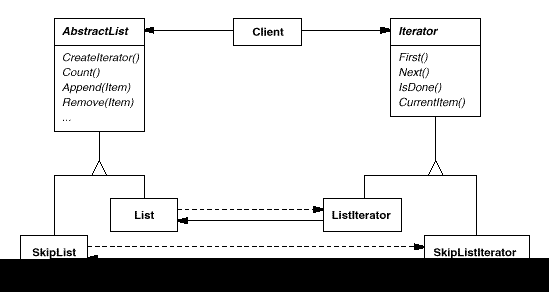 AbstractList
CreateIterator()
Count()
Append(Item)
Remove(Item)
...
Client
Iterator
First()
Next()
IsDone()
CurrentItem()
List
ListIterator
SkipList
SkipListIterator